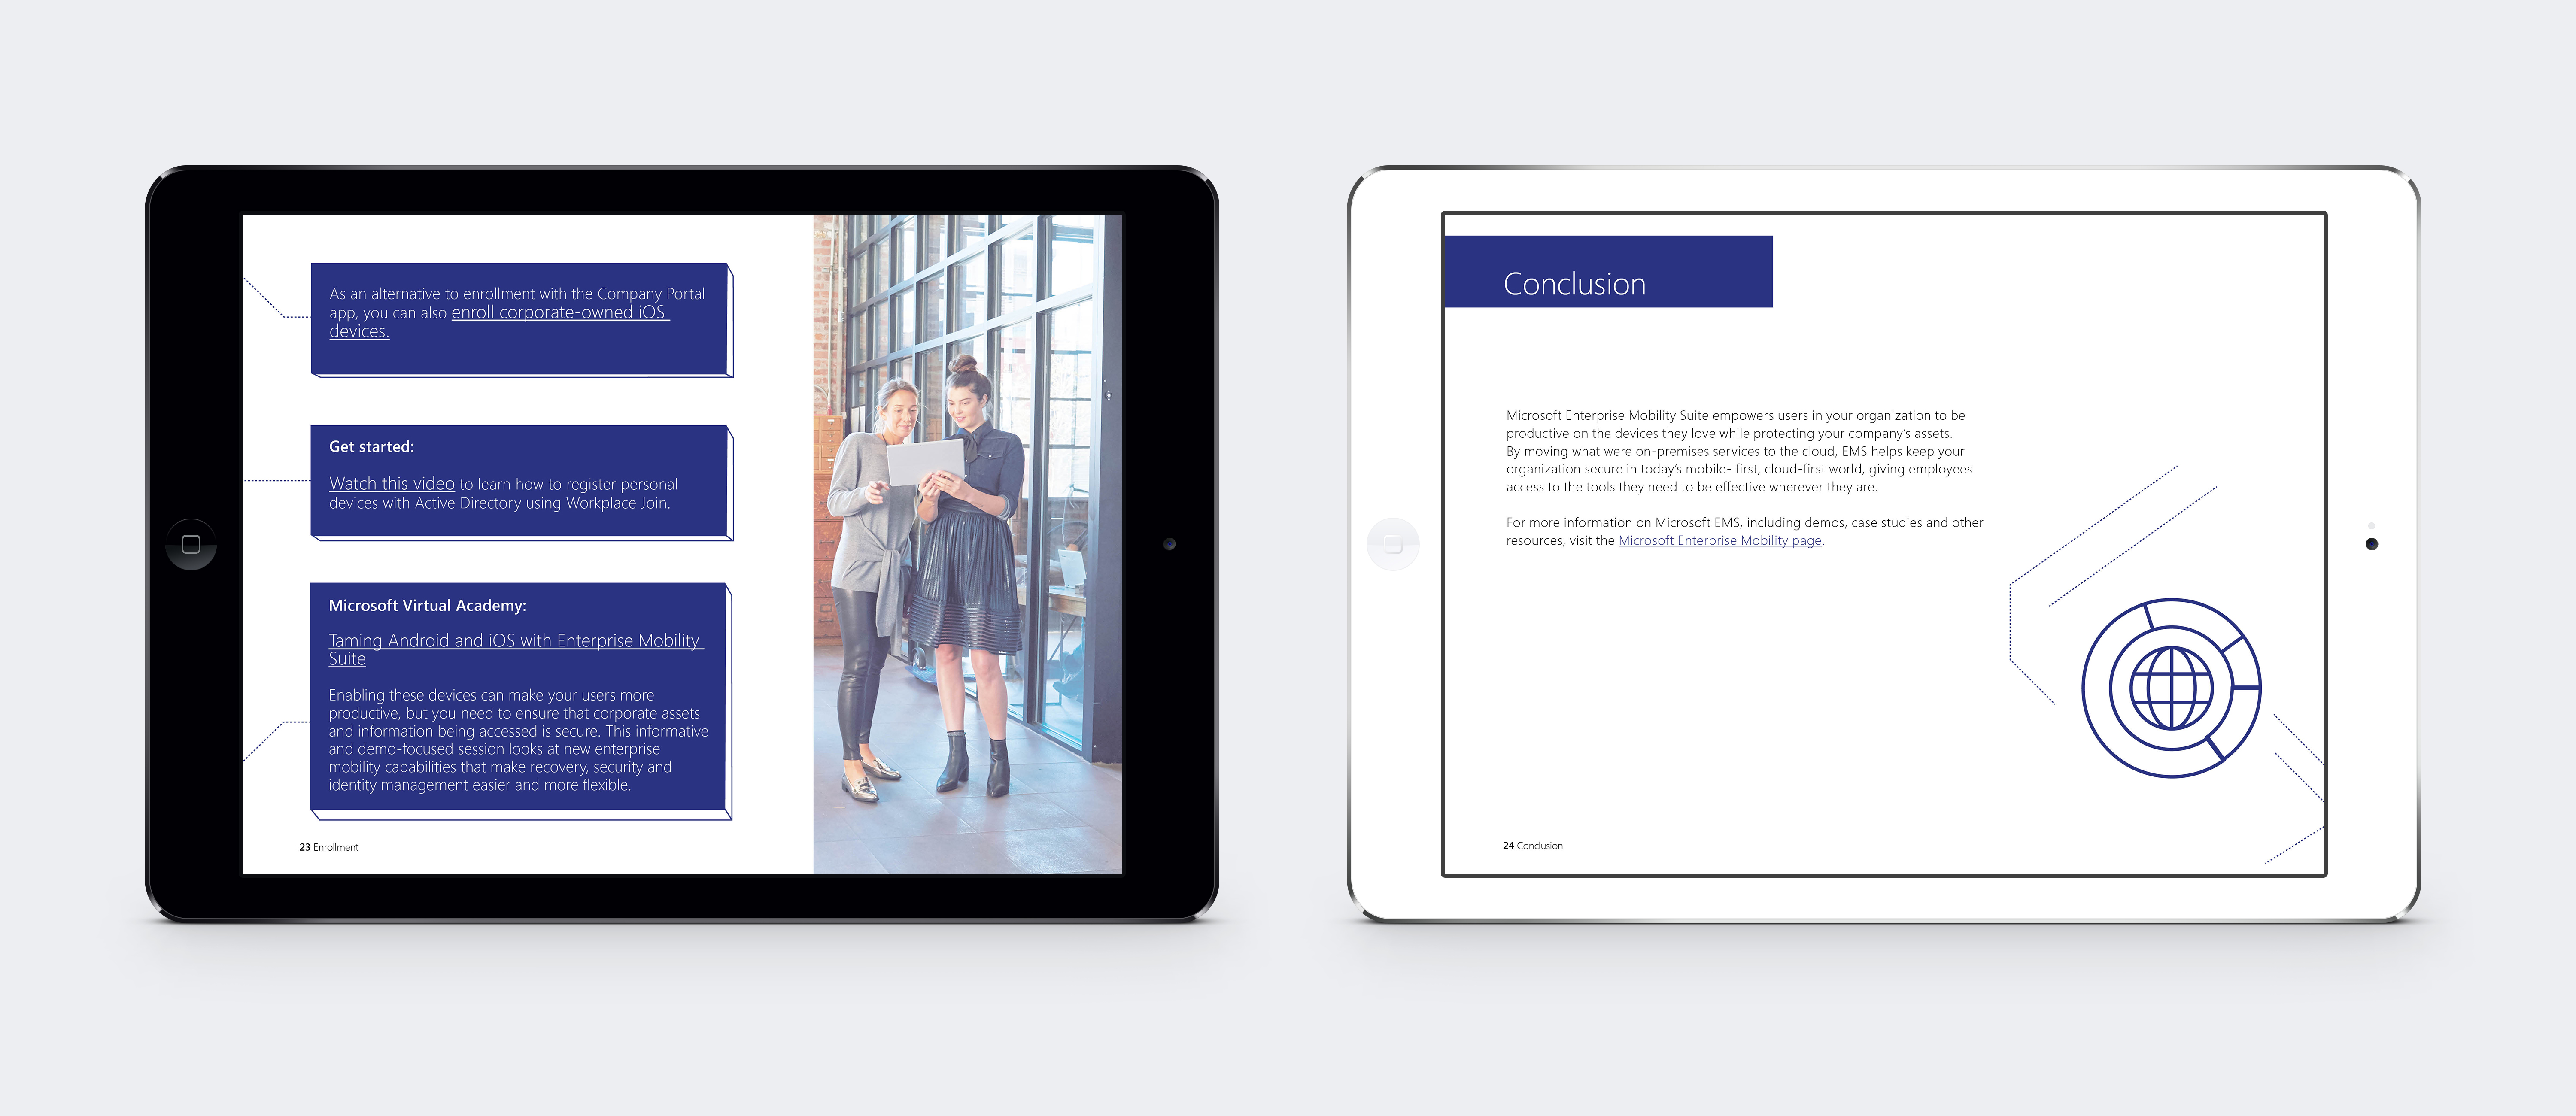 As an alternative to enrollment with the Company Portal
app, you can also enroll corporate-owned iOS
devices.
Get started:
Watch this video to learn how to register personal
devices with Active Directory using Workplace Join.
Microsoft Virtual Academy:
Taming Android and iOS with Enterprise Mobility
Suite
Enabling these devices can make your users more
productive, but you need to ensure that corporate assets
and information being accessed is secure. This informative
and demo-focused session looks at new enterprise
mobility capabilities that make recovery, security and
identity management easier and more flexible.
23 Enrollment
Conclusion
Microsoft Enterprise Mobility Suite empowers users in your organization to be
productive on the devices they love while protecting your company's assets.
By moving what were on-premises services to the cloud, EMS helps keep your
organization secure in today's mobile- first, cloud-first world, giving employees
access to the tools they need to be effective wherever they are.
For more information on Microsoft EMS, including demos, case studies and other
resources, visit the Microsoft Enterprise Mobility page.
24 Conclusion